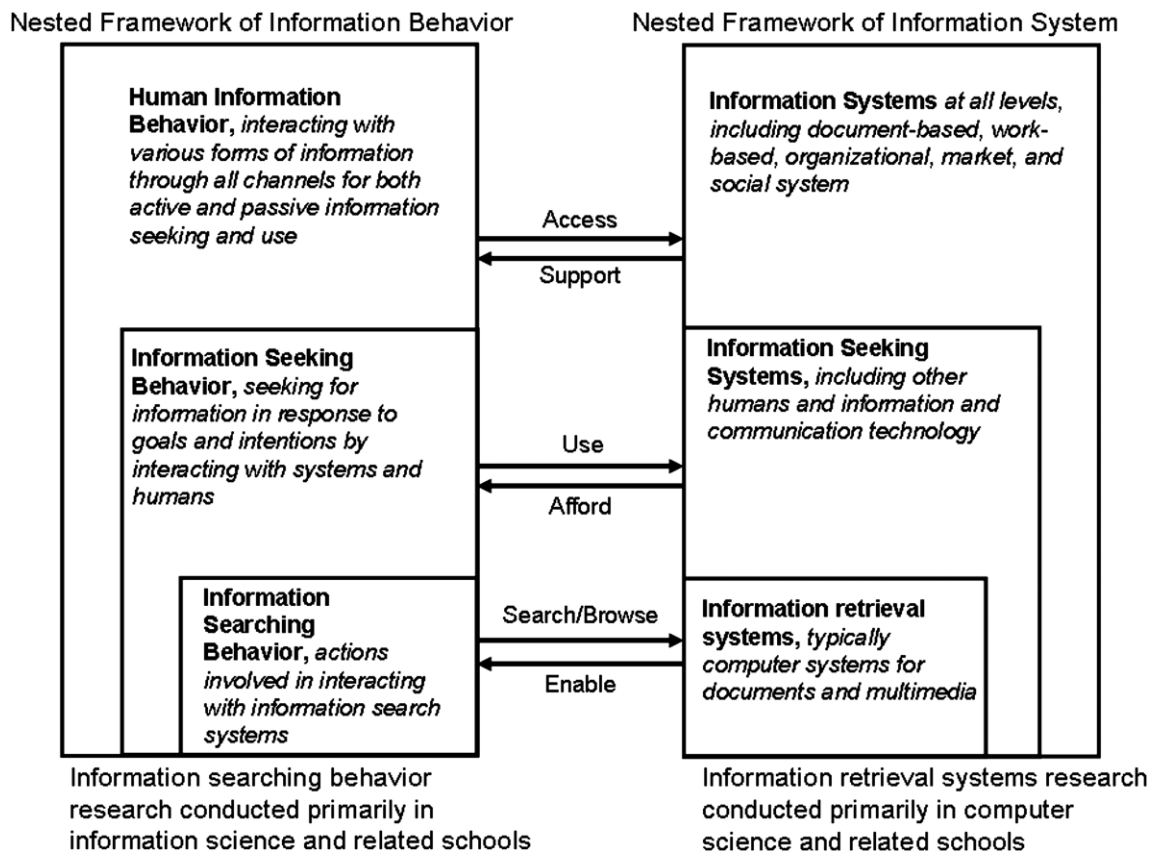 Nested Framework of Information Behavior
Nested Framework of Information System
Human Information
Behavior, interacting with
various forms of information
through all channels for both
active and passive information
seeking and use
Information Systems at all levels,
including document-based, work-
based, organizational, market, and
social system
Access
Support
Information Seeking
Behavior, seeking for
information in response to
goals and intentions by
interacting with systems and
humans
Information Seeking
Systems, including other
humans and information and
communication technology
Use
Afford
Information
Searching
Behavior, actions
involved in interacting
with information search
systems
Search/Browse
Enable
Information retrieval
systems, typically
computer systems for
documents and multimedia
Information searching behavior
research conducted primarily in
information science and related schools
Information retrieval systems research
conducted primarily in computer
science and related schools